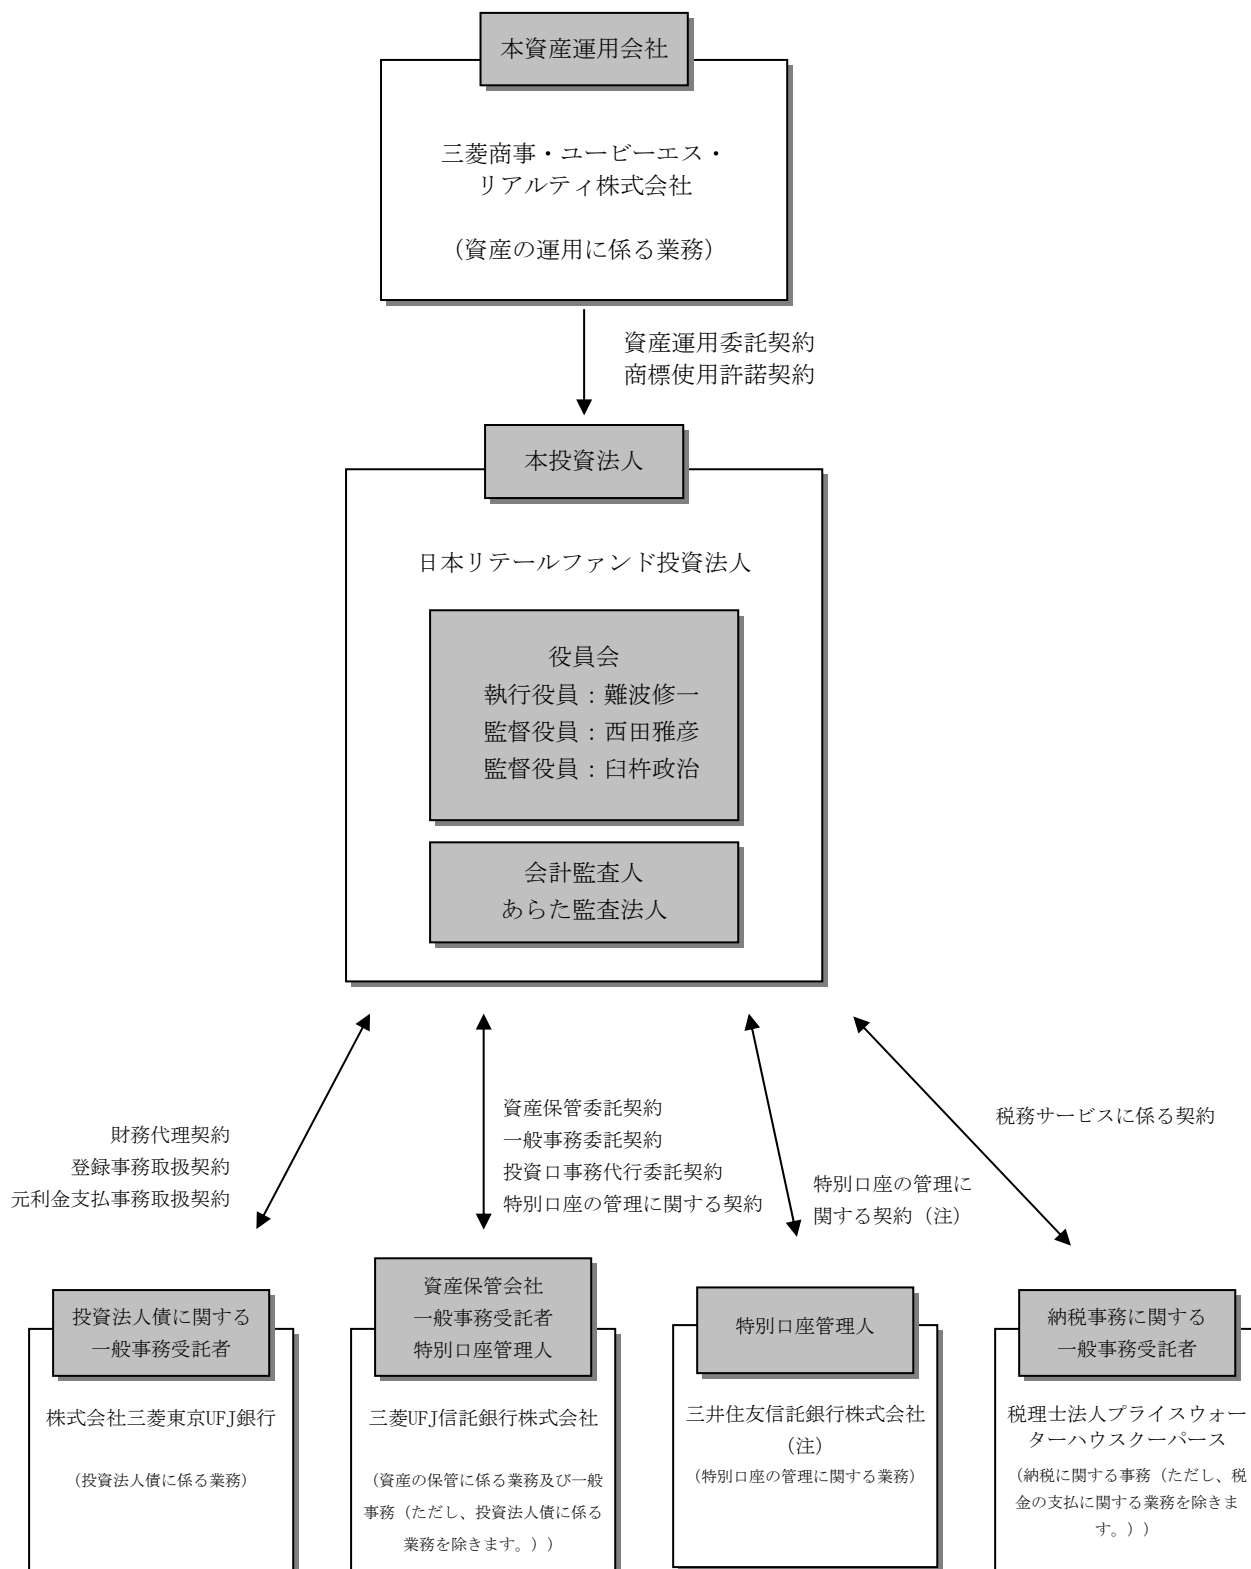 本資産運用会社
三菱商事・ユービーエス・
リアルティ株式会社
（資産の運用に係る業務）
資産運用委託契約
商標使用許諾契約
本投資法人
日本リテールファンド投資法人
役員会
執行役員：難波修一
監督役員：西田雅彦
監督役員：臼杵政治
会計監査人
あらた監査法人
財務代理契約
登録事務取扱契約
元利金支払事務取扱契約
資産保管委託契約
一般事務委託契約
投資口事務代行委託契約
特別口座の管理に関する契約
特別口座の管理に
関する契約（注）
税務サービスに係る契約
投資法人債に関する
一般事務受託者
株式会社三菱東京UFJ銀行
（投資法人債に係る業務）
資産保管会社
一般事務受託者
特別口座管理人
三菱UFJ信託銀行株式会社
（資産の保管に係る業務及び一般
事務（ただし、投資法人債に係る
業務を除きます。））
特別口座管理人
三井住友信託銀行株式会社
（注）
（特別口座の管理に関する業務）
納税事務に関する
一般事務受託者
税理士法人プライスウォー
ターハウスクーパース
（納税に関する事務（ただし、税
金の支払に関する業務を除きま
す。））